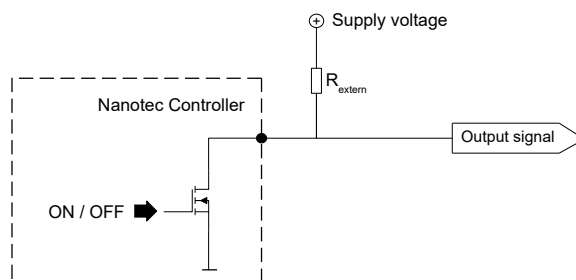 Supply voltage
R extern
Nanotec Controller
Output signal
ON / OFF